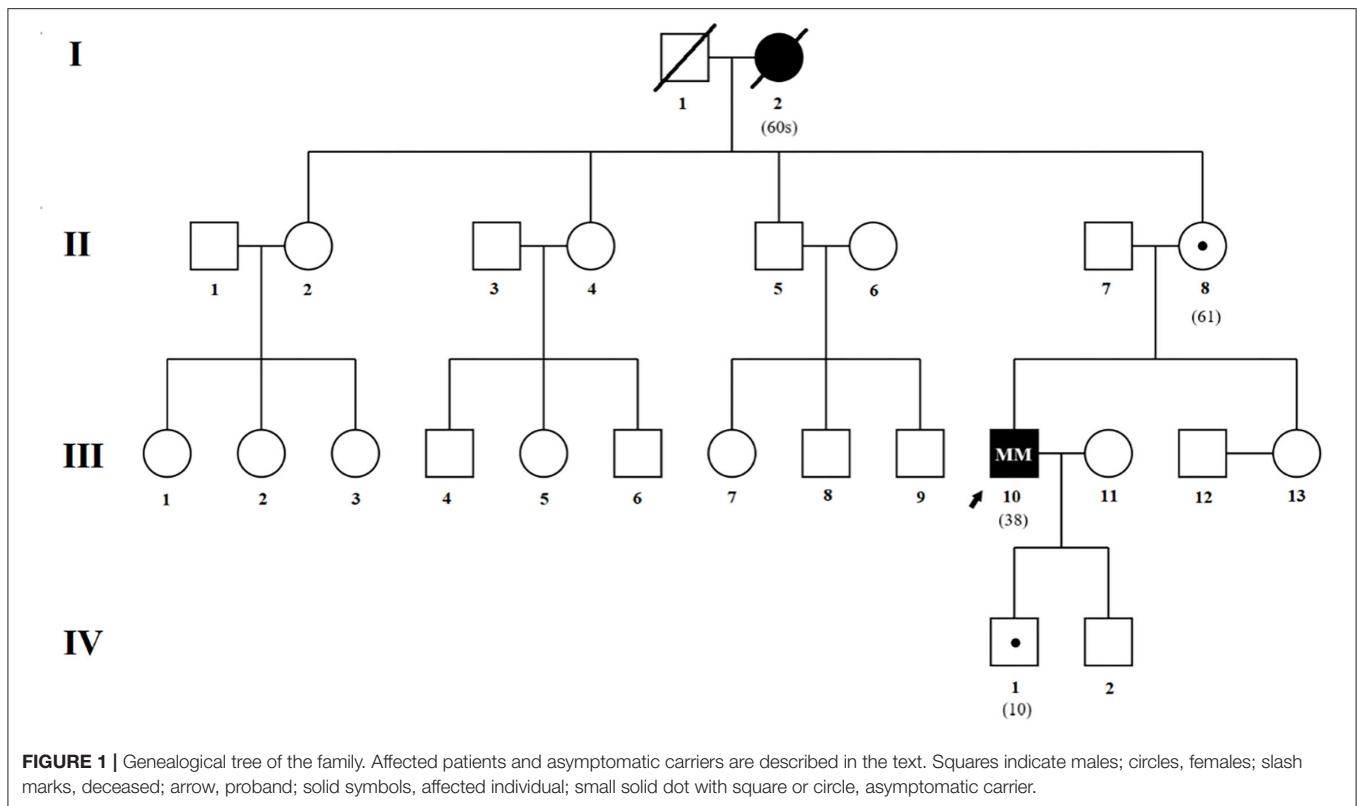 I
1 2
(60s)
II
1 2 3 4 5 6 7 8
(61)
III
MM
1 2 3 4 5 6 7 8 9 10 11 12 13
(38)
IV
1 2
(10)
FIGURE 1 | Genealogical tree of the family. Affected patients and asymptomatic carriers are described in the text. Squares indicate males; circles, females; slash
marks, deceased; arrow, proband; solid symbols, affected individual; small solid dot with square or circle, asymptomatic carrier.